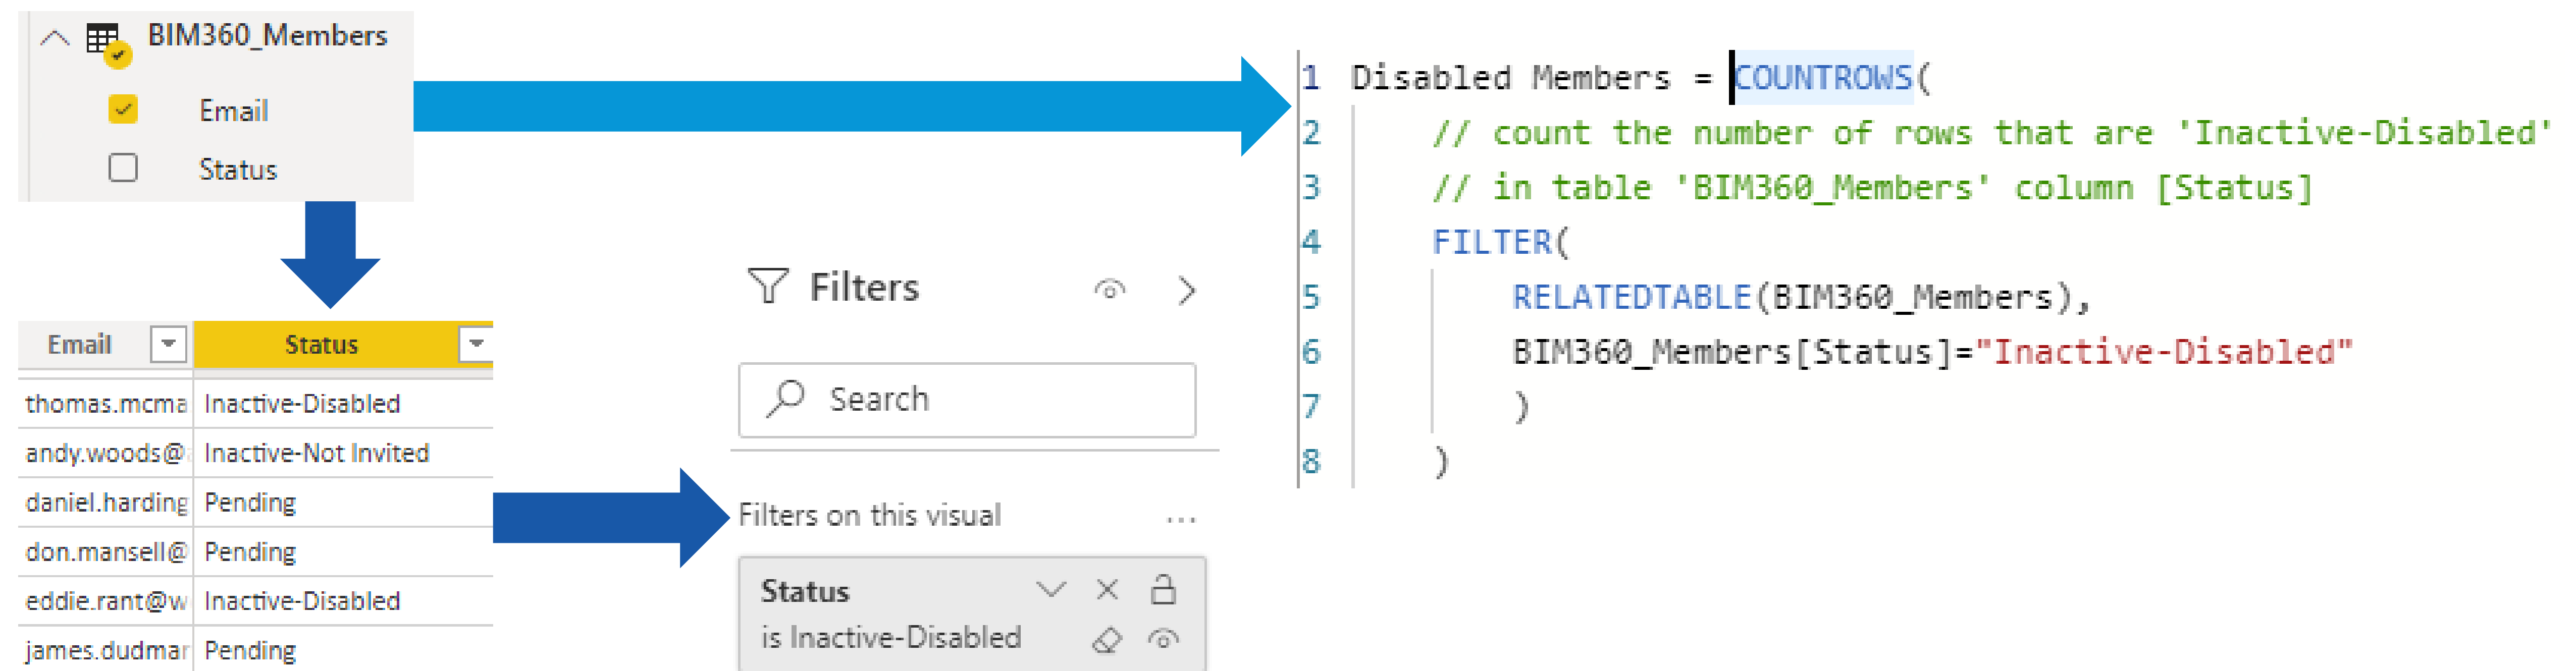 BIM360_Members
Email
Status
Email Status
thomas.mcma Inactive-Disabled
andy.woods@ Inactive-Not Invited
daniel.harding Pending
don.mansell@ Pending
eddie.rant@w Inactive-Disabled
james.dudmar Pending
Filters
Search
Filters on this visual ...
Status
is Inactive-Disabled
1 Disabled Members = COUNTROWS(
2 // count the number of rows that are 'Inactive-Disabled'
3 // in table 'BIM360_Members' column [Status]
4 FILTER(
5 RELATEDTABLE(BIM360_Members),
6 BIM360_Members[Status]="Inactive-Disabled"
7 )
8 )